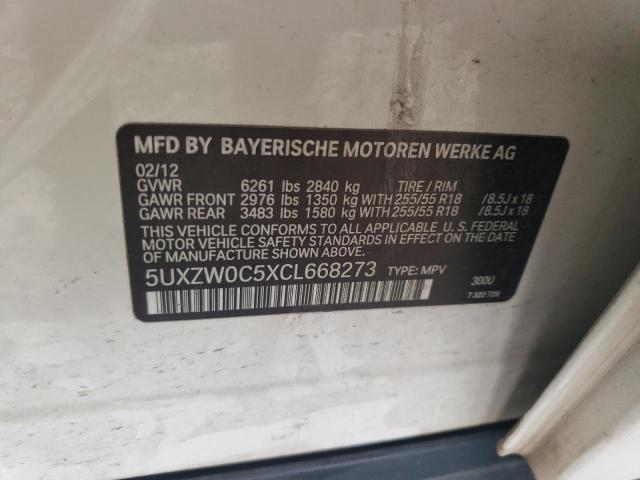 MFD BY BAYERISCHE MOTOREN WERKE AG
02/12
GVWR 6261 lbs 2840 kg TIRE / RIM
GAWR FRONT 2976 lbs 1350 kg WITH 255/55 R18 /8.5J x 18
GAWR REAR 3483 lbs 1580 kg WITH 255/55 R18 /8.5J x 18
THIS VEHICLE CONFORMS TO ALL APPLICABLE U. S. FEDERAL
MOTOR VEHICLE SAFETY STANDARDS IN EFFECT ON THE DATE OF
MANUFACTURE SHOWN ABOVE.
5UXZW0C5XCL668273 TYPE: MPV 300U
7 320 729